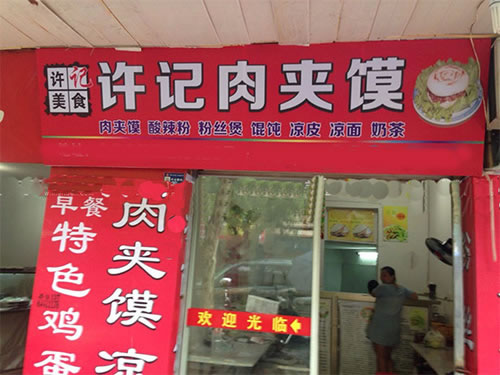 许记美食
许记肉夹馍
肉夹馍 酸辣粉 粉丝煲 馄饨 凉皮 凉面 奶茶
早餐
特色鸡蛋
肉夹馍凉
欢迎光临